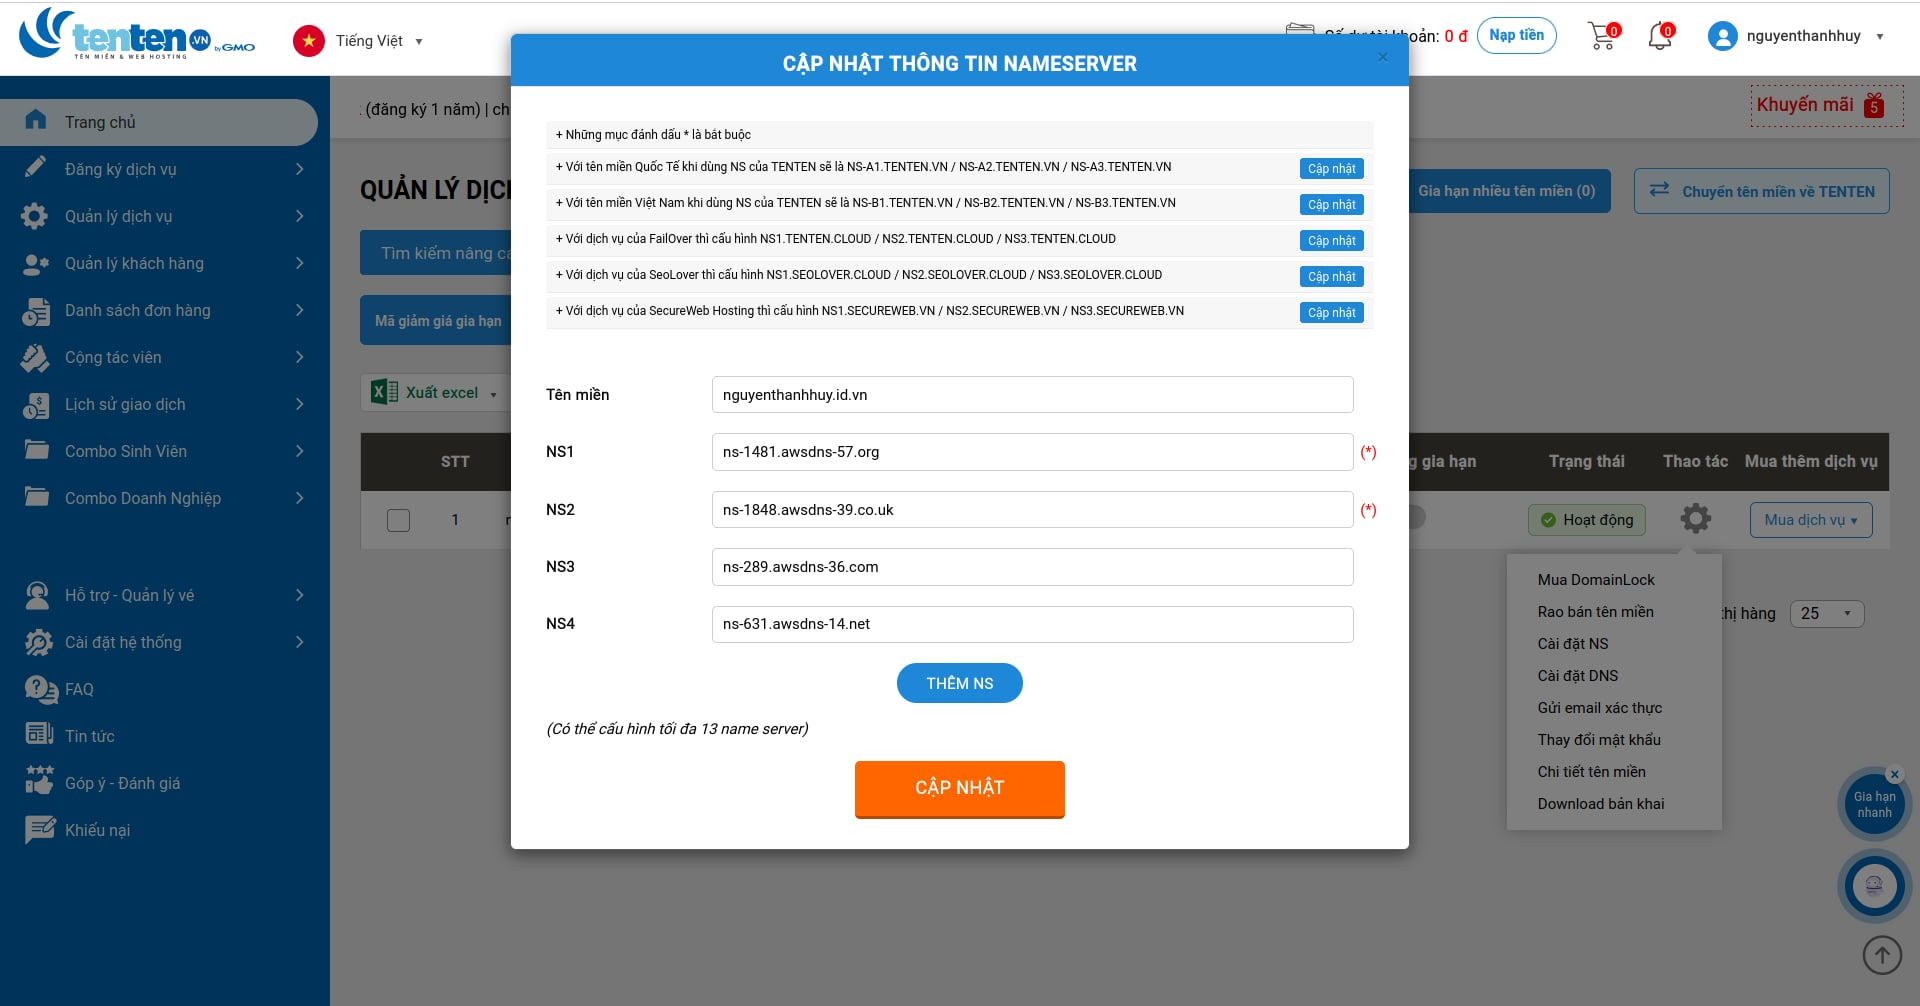 tenten.VN by GMO
TÊN MIỀN & WEB HOSTING
Tiếng Việt
khoản: 0 đ
Nạp tiền
0
0
nguyenthanhhuy
CẬP NHẬT THÔNG TIN NAMESERVER
×
: (đăng ký 1 năm) | ch
Khuyến mãi 5
Trang chủ
Đăng ký dịch vụ
Quản lý dịch vụ
Quản lý khách hàng
Danh sách đơn hàng
Cộng tác viên
Lịch sử giao dịch
Combo Sinh Viên
Combo Doanh Nghiệp
Hỗ trợ - Quản lý vé
Cài đặt hệ thống
FAQ
Tin tức
Góp ý - Đánh giá
Khiếu nại
QUẢN LÝ DỊC
Gia hạn nhiều tên miền (0)
Chuyển tên miền về TENTEN
Tìm kiếm nâng c
Mã giảm giá gia hạn
Xuất excel
+ Những mục đánh dấu * là bắt buộc
+ Với tên miền Quốc Tế khi dùng NS của TENTEN sẽ là NS-A1.TENTEN.VN / NS-A2.TENTEN.VN / NS-A3.TENTEN.VN
Cập nhật
+ Với tên miền Việt Nam khi dùng NS của TENTEN sẽ là NS-B1.TENTEN.VN / NS-B2.TENTEN.VN / NS-B3.TENTEN.VN
Cập nhật
+ Với dịch vụ của FailOver thì cấu hình NS1.TENTEN.CLOUD / NS2.TENTEN.CLOUD / NS3.TENTEN.CLOUD
Cập nhật
+ Với dịch vụ của SeoLover thì cấu hình NS1.SEOLOVER.CLOUD / NS2.SEOLOVER.CLOUD / NS3.SEOLOVER.CLOUD
Cập nhật
+ Với dịch vụ của SecureWeb Hosting thì cấu hình NS1.SECUREWEB.VN / NS2.SECUREWEB.VN / NS3.SECUREWEB.VN
Cập nhật
Tên miền
nguyenthanhhuy.id.vn
NS1
ns-1481.awsdns-57.org
(*)
NS2
ns-1848.awsdns-39.co.uk
(*)
NS3
ns-289.awsdns-36.com
NS4
ns-631.awsdns-14.net
THÊM NS
(Có thể cấu hình tối đa 13 name server)
CẬP NHẬT
STT
g gia hạn
Trạng thái
Thao tác
Mua thêm dịch vụ
1
Hoạt động
Mua dịch vụ
Mua DomainLock
Rao bán tên miền
Cài đặt NS
Cài đặt DNS
Gửi email xác thực
Thay đổi mật khẩu
Chi tiết tên miền
Download bản khai
thị hàng
25
Gia hạn
nhanh
×